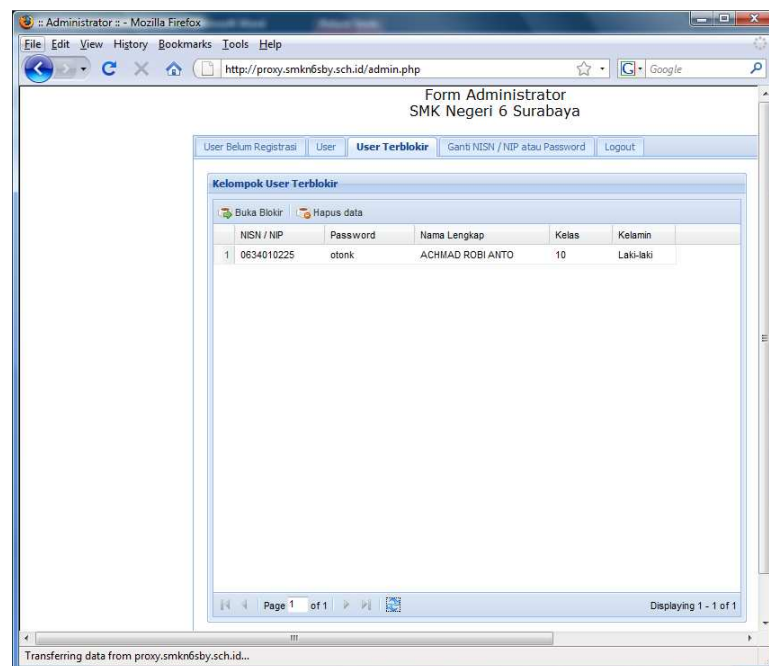 :: Administrator :: - Mozilla Firefox
File Edit View History Bookmarks Tools Help
http://proxy.smkn6sby.sch.id/admin.php
G Google
Form Administrator
SMK Negeri 6 Surabaya
User Belum Registrasi User User Terblokir Ganti NISN / NIP atau Password Logout
Kelompok User Terblokir
Buka Blokir Hapus data
NISN / NIP Password Nama Lengkap Kelas Kelamin
1 0634010225 otonk ACHMAD ROBI ANTO 10 Laki-laki
Page 1 of 1 Displaying 1 - 1 of 1
Transferring data from proxy.smkn6sby.sch.id...